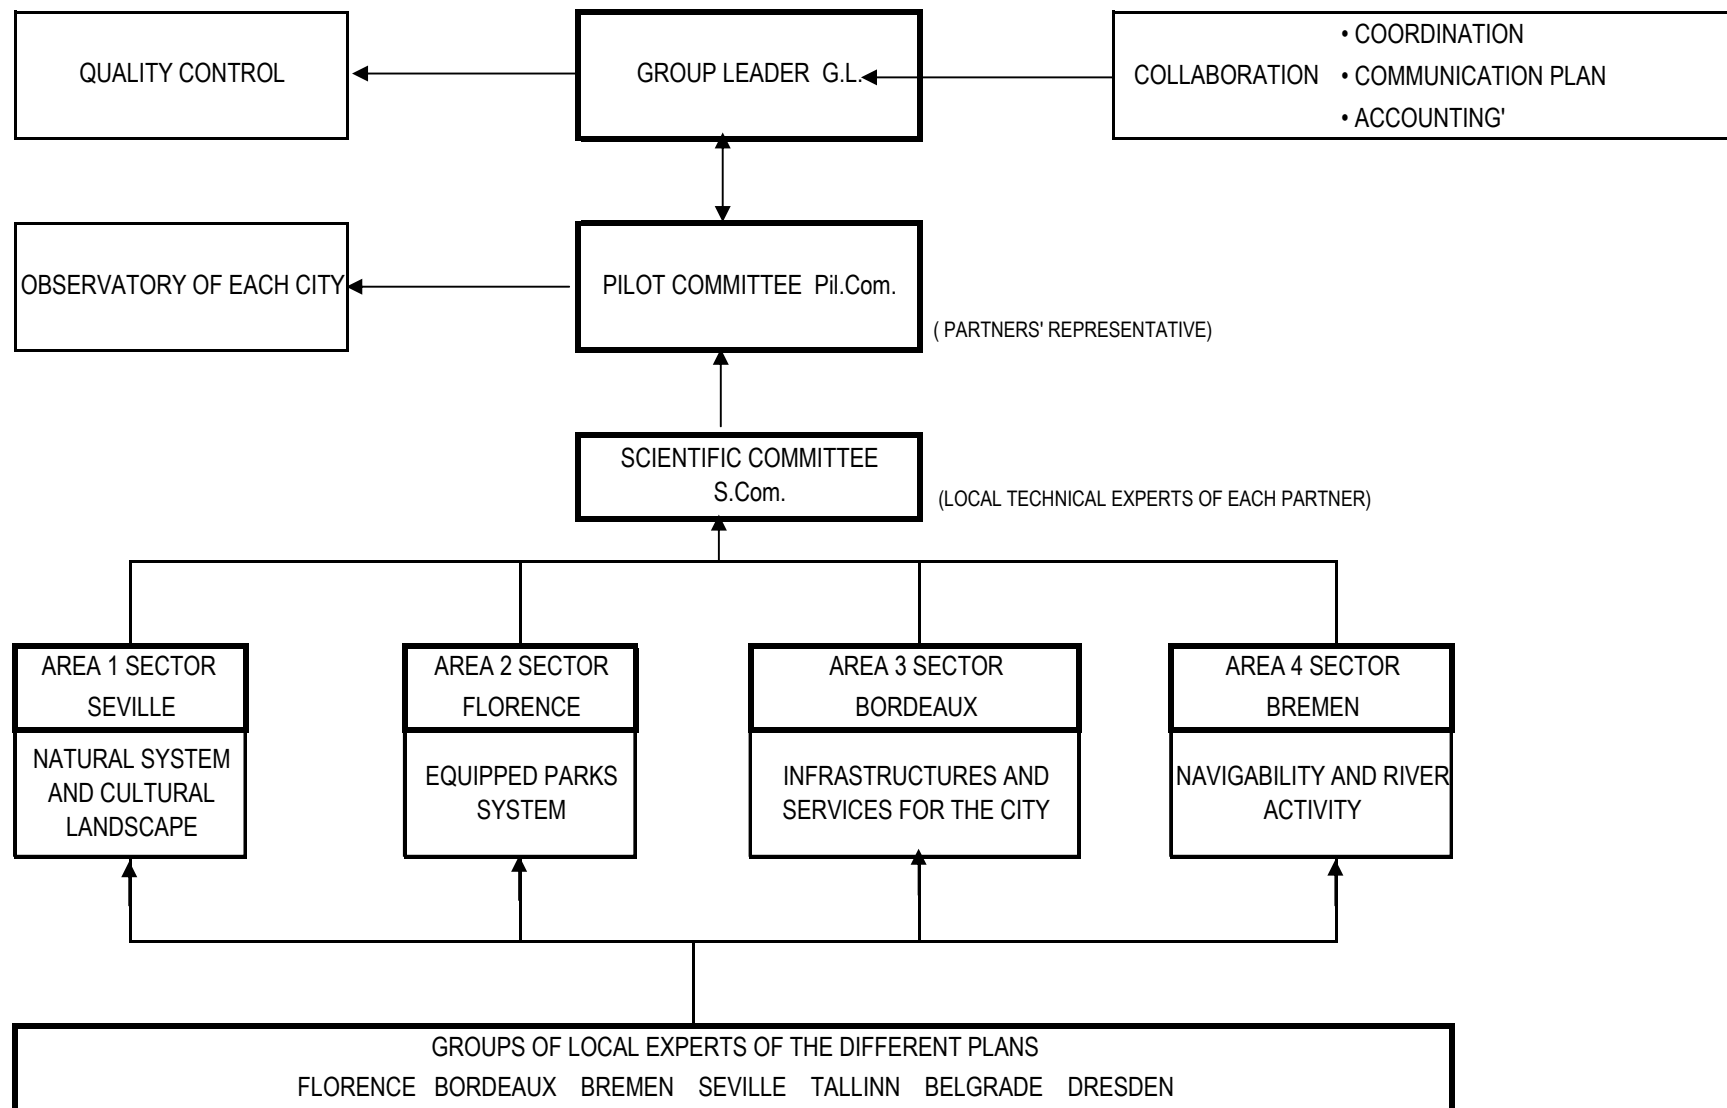 QUALITY CONTROL
GROUP LEADER G.L.
COLLABORATION
• COORDINATION
• COMMUNICATION PLAN
• ACCOUNTING'
OBSERVATORY OF EACH CITY
PILOT COMMITTEE Pil.Com.
( PARTNERS' REPRESENTATIVE)
SCIENTIFIC COMMITTEE
S.Com.
(LOCAL TECHNICAL EXPERTS OF EACH PARTNER)
AREA 1 SECTOR
SEVILLE
NATURAL SYSTEM
AND CULTURAL
LANDSCAPE
AREA 2 SECTOR
FLORENCE
EQUIPPED PARKS
SYSTEM
AREA 3 SECTOR
BORDEAUX
INFRASTRUCTURES AND
SERVICES FOR THE CITY
AREA 4 SECTOR
BREMEN
NAVIGABILITY AND RIVER
ACTIVITY
GROUPS OF LOCAL EXPERTS OF THE DIFFERENT PLANS
FLORENCE BORDEAUX BREMEN SEVILLE TALLINN BELGRADE DRESDEN